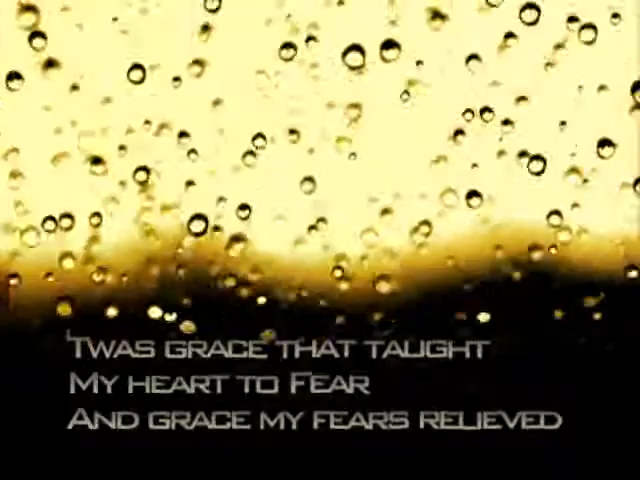 'Twas grace that taught
My heart to Fear
And grace my fears relieved